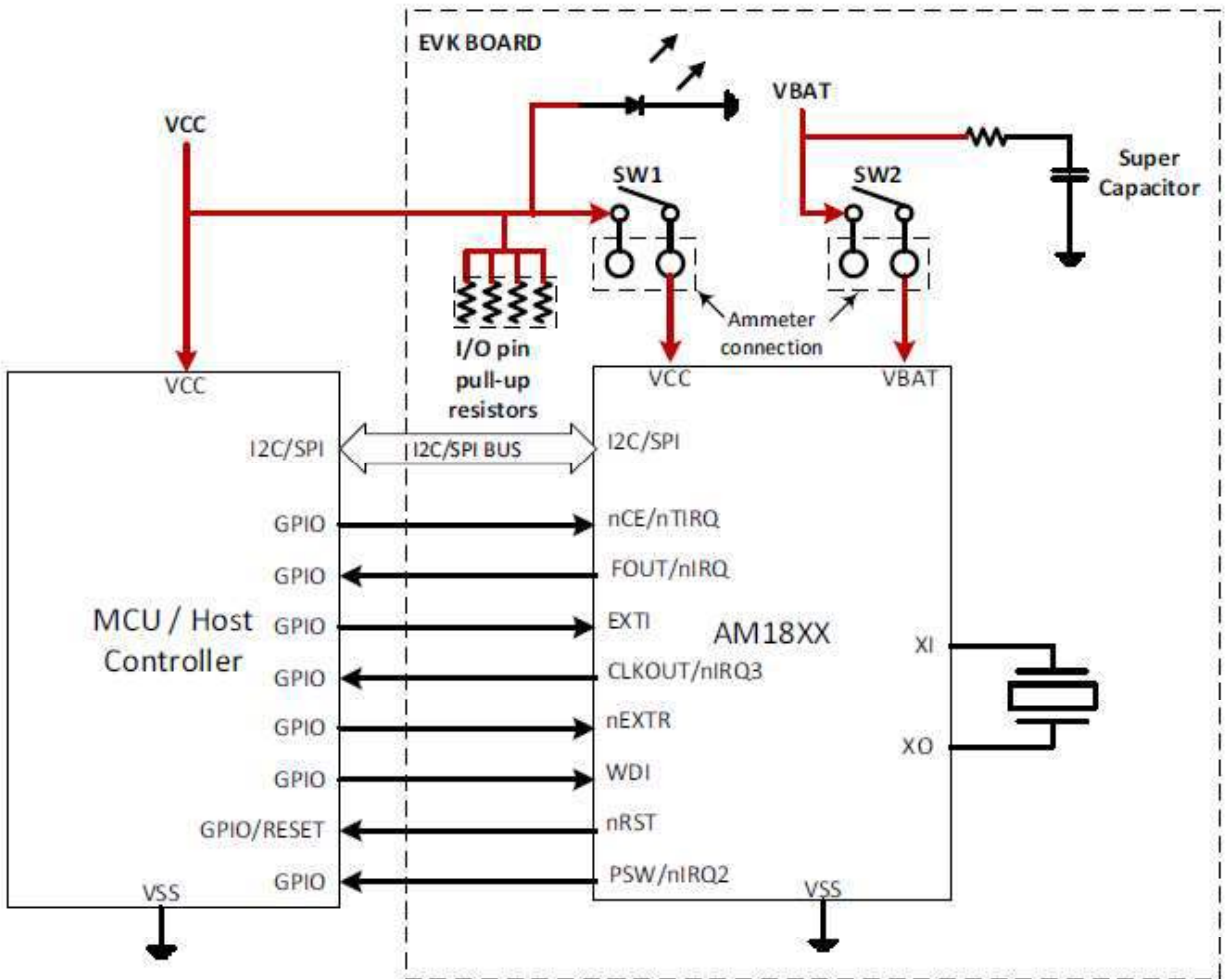 EVK BOARD
VCC
VBAT
SW1
SW2
Super
Capacitor
Ammeter
connection
I/O pin
pull-up
resistors
VCC
VCC
VBAT
I2C/SPI
I2C/SPI BUS
I2C/SPI
GPIO
nCE/nTIRQ
GPIO
FOUT/nIRQ
MCU / Host
Controller
GPIO
EXTI
AM18XX
XI
GPIO
CLKOUT/nIRQ3
GPIO
nEXTR
XO
GPIO
WDI
GPIO/RESET
nRST
GPIO
PSW/nIRQ2
VSS
VSS